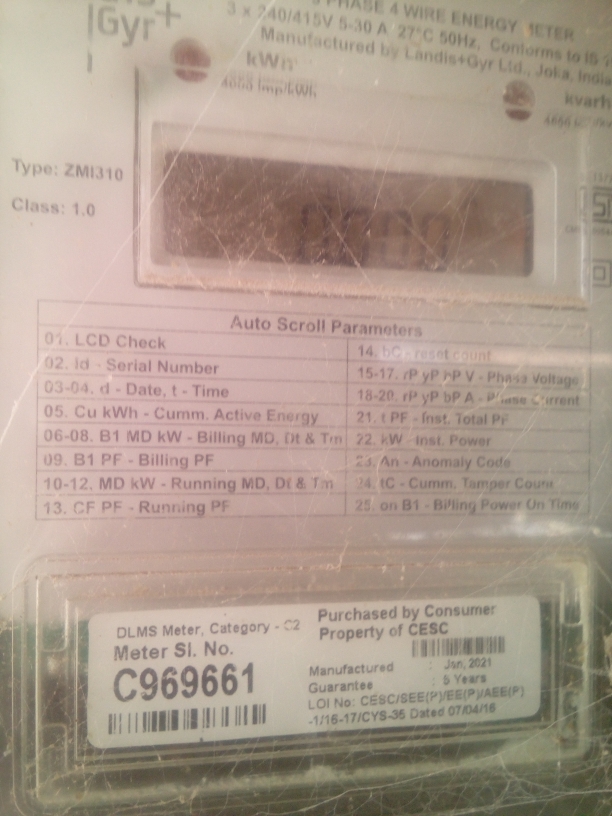 Gyr+
PHASE 4 WIRE ENERGY METER
3 x 240/415V 5-30 A 27°C 50Hz, Conforms to IS
Manufactured by Landis+Gyr Ltd., Joka, India
kWh
kvarh
Type: ZMI310
Class: 1.0
Auto Scroll Parameters
01. LCD Check
02. Id - Serial Number
03-04. d - Date, t - Time
05. Cu kWh - Cumm. Active Energy
06-08. B1 MD kW - Billing MD, Dt & Tm
09. B1 PF - Billing PF
10-12. MD kW - Running MD, Dt & Tm
13. CF PF - Running PF
14. bC - reset count
15-17. rP yP bP V - Phase Voltage
18-20. rP yP bP A - Phase Current
21. t PF - Inst. Total PF
22. kW - Inst. Power
23. An - Anomaly Code
24. tC - Cumm. Tamper Count
25. on B1 - Billing Power On Time
DLMS Meter, Category - C2
Meter Sl. No.
C969661
Purchased by Consumer
Property of CESC
Manufactured : Jan, 2021
Guarantee : 5 Years
LOI No: CESC/SEE(P)/EE(P)/AEE(P)
-1/16-17/CYS-35 Dated 07/04/16